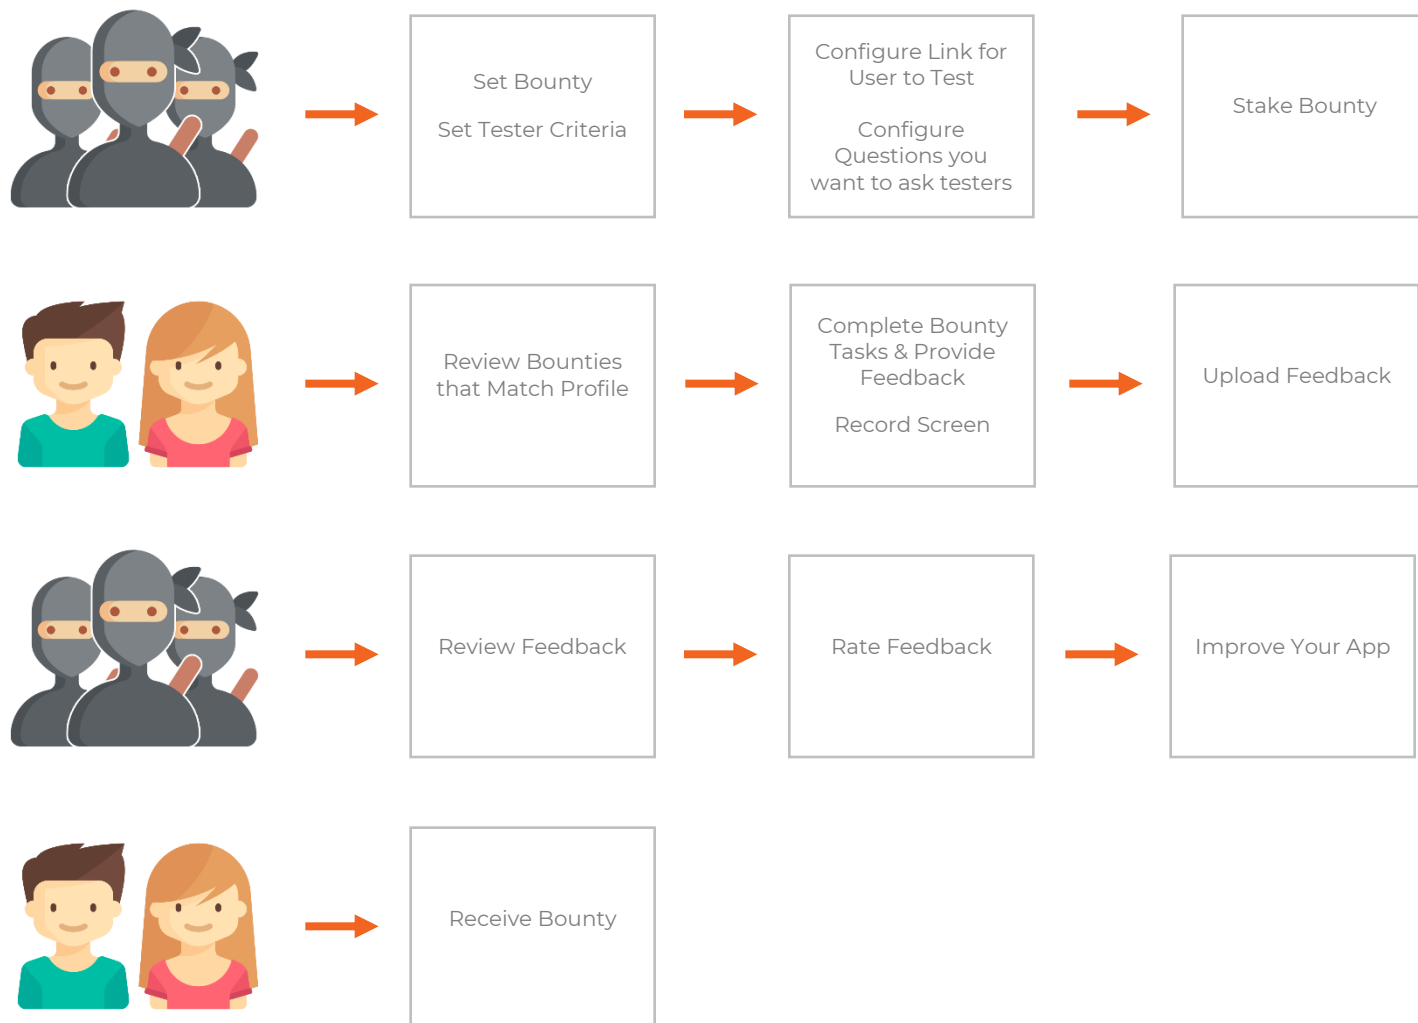 Set Bounty
Set Tester Criteria
Configure Link for
User to Test
Configure
Questions you
want to ask testers
Stake Bounty
Review Bounties
that Match Profile
Complete Bounty
Tasks & Provide
Feedback
Record Screen
Upload Feedback
Review Feedback
Rate Feedback
Improve Your App
Receive Bounty